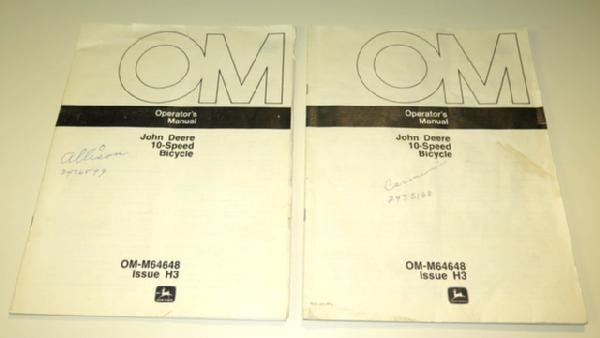 OM
Operator's
Manual
John Deere
10-Speed
Bicycle
Allison
OM-M64648
Issue H3
OM
Operator's
Manual
John Deere
10-Speed
Bicycle
OM-M64648
Issue H3